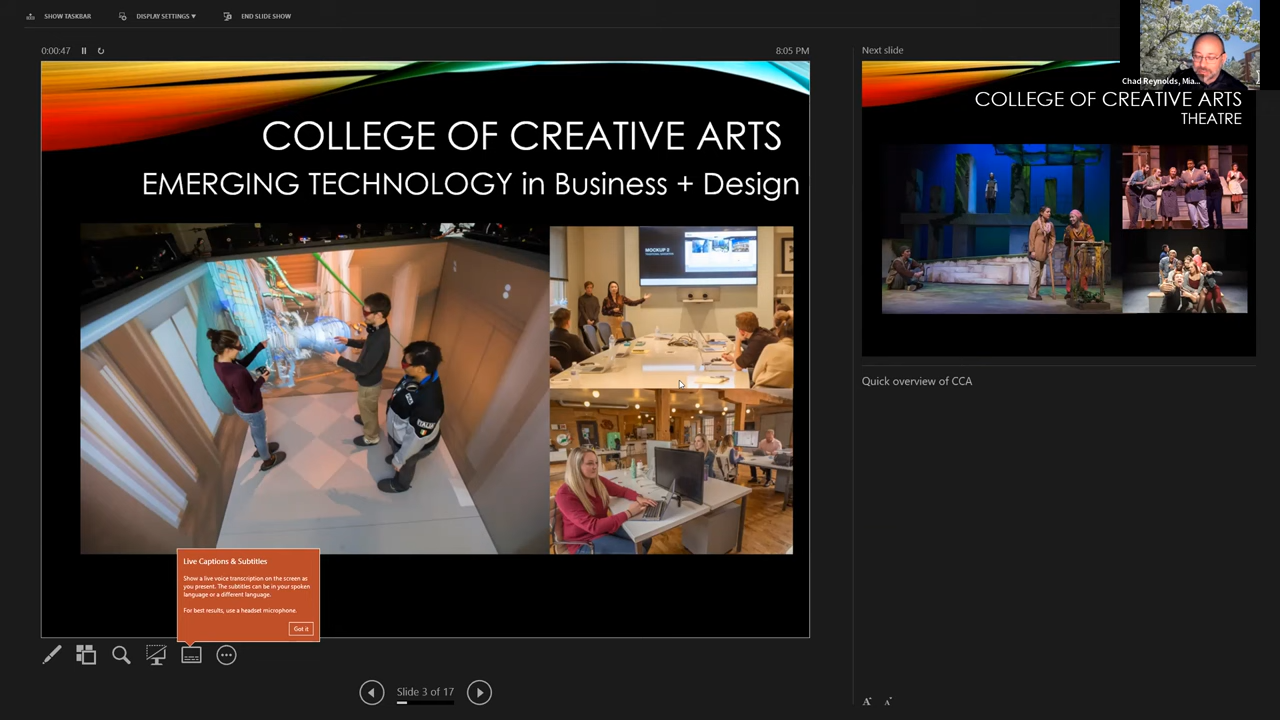 SHOW TASKBAR
DISPLAY SETTINGS ▾
END SLIDE SHOW
0:00:47
8:05 PM
COLLEGE OF CREATIVE ARTS
EMERGING TECHNOLOGY in Business + Design
MOCKUP 2
ITALIA
Live Captions & Subtitles
Show a live voice transcription on the screen as
you present. The subtitles can be in your spoken
language or a different language.
For best results, use a headset microphone.
Got it
Slide 3 of 17
Next slide
Chad Reynolds, Mia...
COLLEGE OF CREATIVE ARTS
THEATRE
Quick overview of CCA
A
A